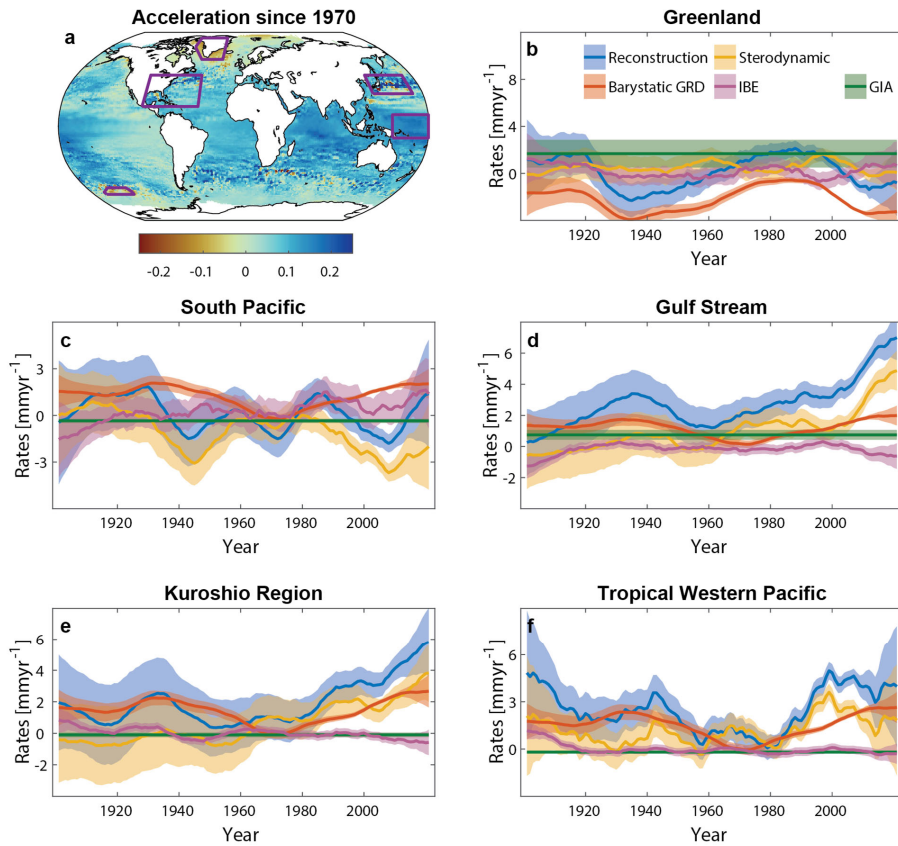 Acceleration since 1970
a
-0.2 -0.1 0 0.1 0.2
Greenland
b
Reconstruction Sterodynamic
Barystatic GRD IBE GIA
Rates [mmyr⁻¹]
8
4
0
1920 1940 1960 1980 2000
Year
South Pacific
c
Rates [mmyr⁻¹]
3
0
-3
1920 1940 1960 1980 2000
Year
Gulf Stream
d
Rates [mmyr⁻¹]
6
4
2
0
-2
1920 1940 1960 1980 2000
Year
Kuroshio Region
e
Rates [mmyr⁻¹]
6
4
2
0
-2
1920 1940 1960 1980 2000
Year
Tropical Western Pacific
f
Rates [mmyr⁻¹]
6
3
0
1920 1940 1960 1980 2000
Year